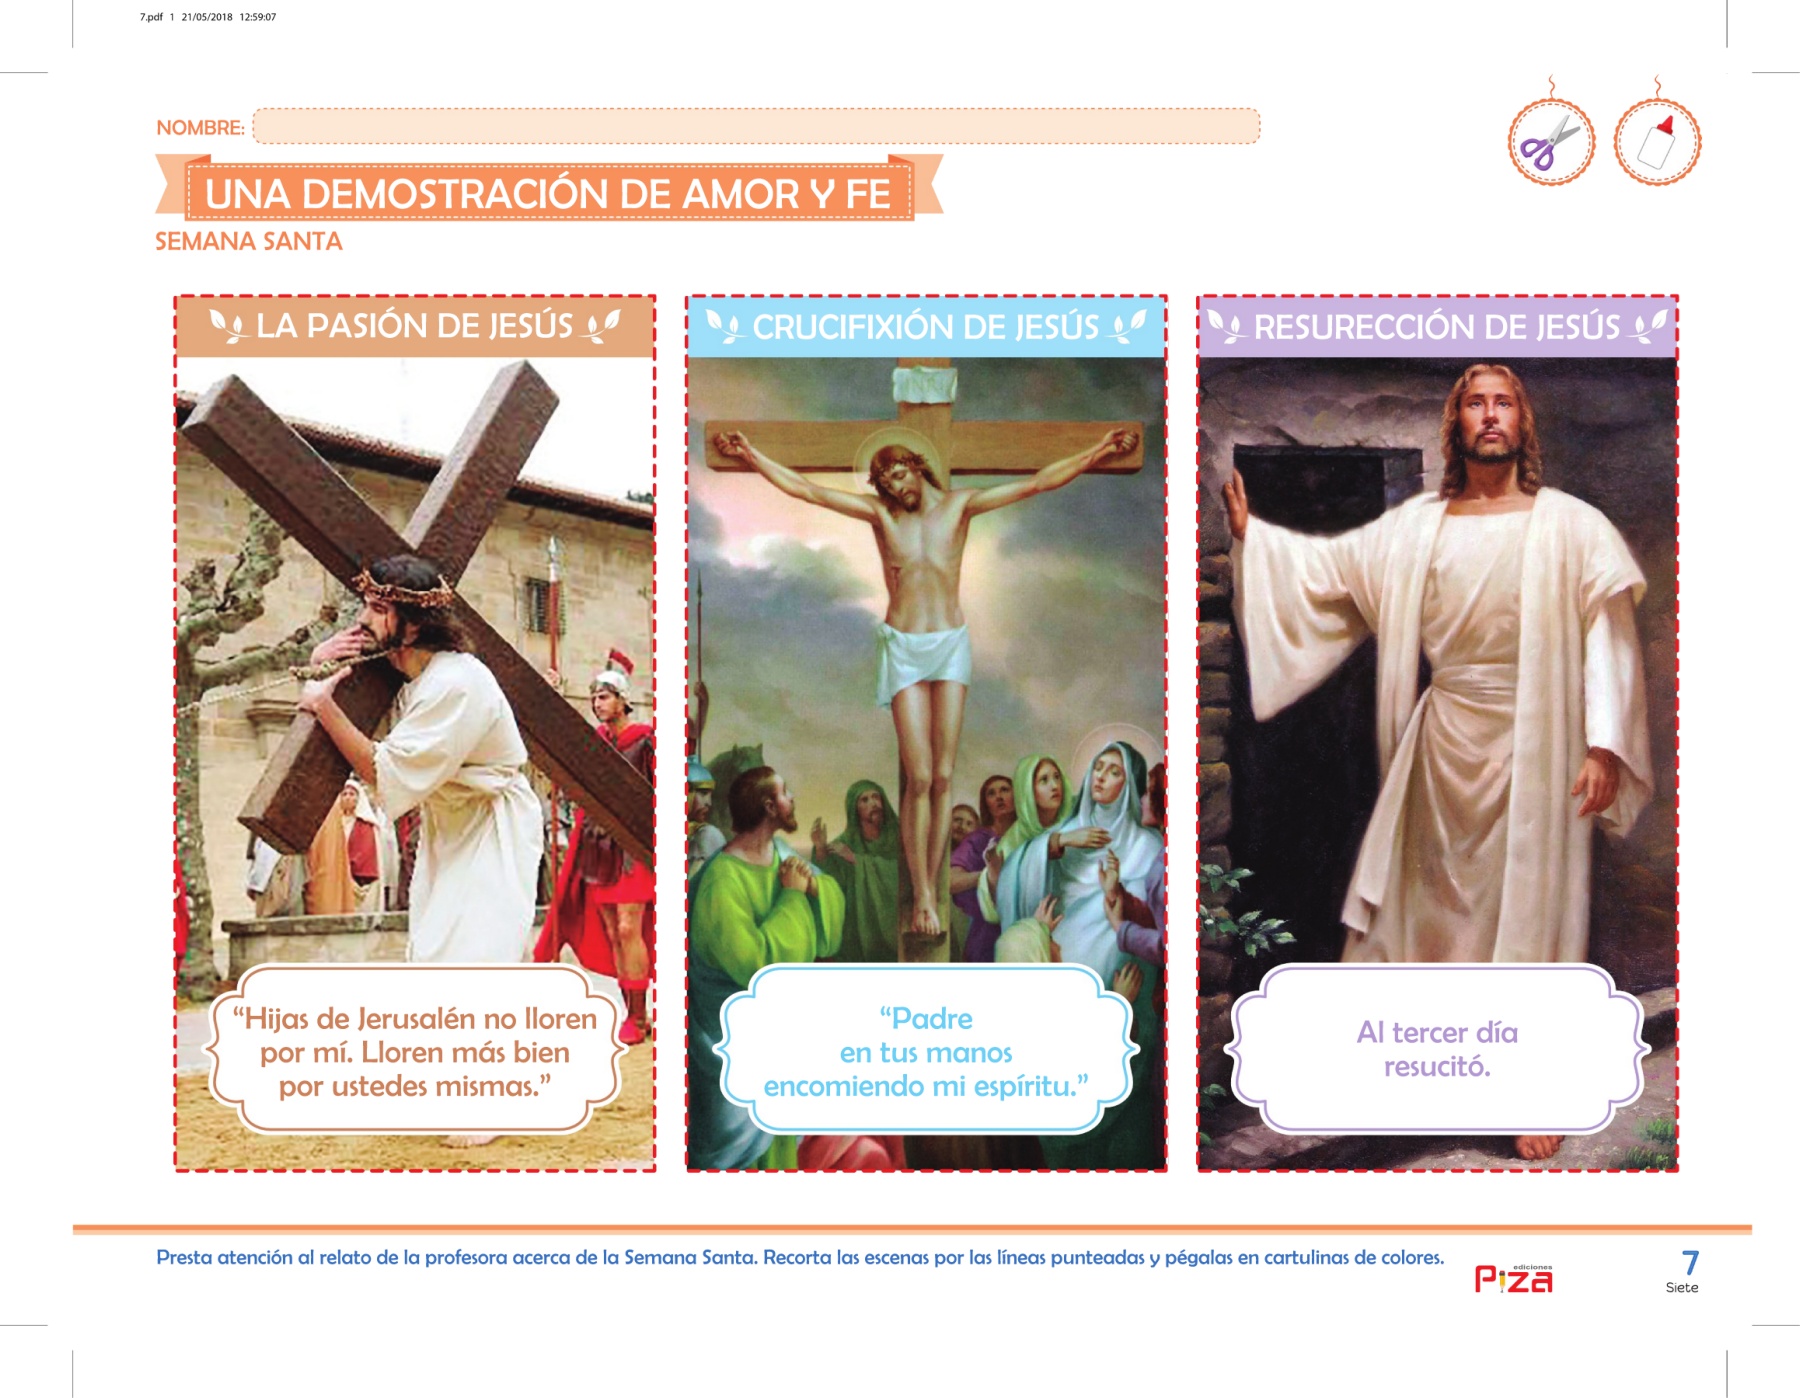 7.pdf 1 21/05/2018 12:59:07
NOMBRE:
UNA DEMOSTRACIÓN DE AMOR Y FE
SEMANA SANTA
LA PASIÓN DE JESÚS
"Hijas de Jerusalén no lloren
por mí. Lloren más bien
por ustedes mismas."
CRUCIFIXIÓN DE JESÚS
INRI
"Padre
en tus manos
encomiendo mi espíritu."
RESURECCIÓN DE JESÚS
Al tercer día
resucitó.
Presta atención al relato de la profesora acerca de la Semana Santa. Recorta las escenas por las líneas punteadas y pégalas en cartulinas de colores.
ediciones
Piza
7
Siete